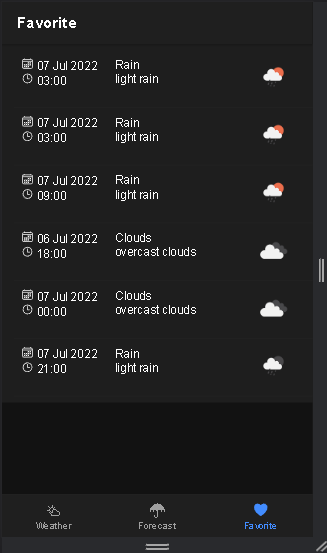 Favorite
07 Jul 2022 Rain
03:00 light rain
07 Jul 2022 Rain
03:00 light rain
07 Jul 2022 Rain
09:00 light rain
06 Jul 2022 Clouds
18:00 overcast clouds
07 Jul 2022 Clouds
00:00 overcast clouds
07 Jul 2022 Rain
21:00 light rain
Weather Forecast Favorite